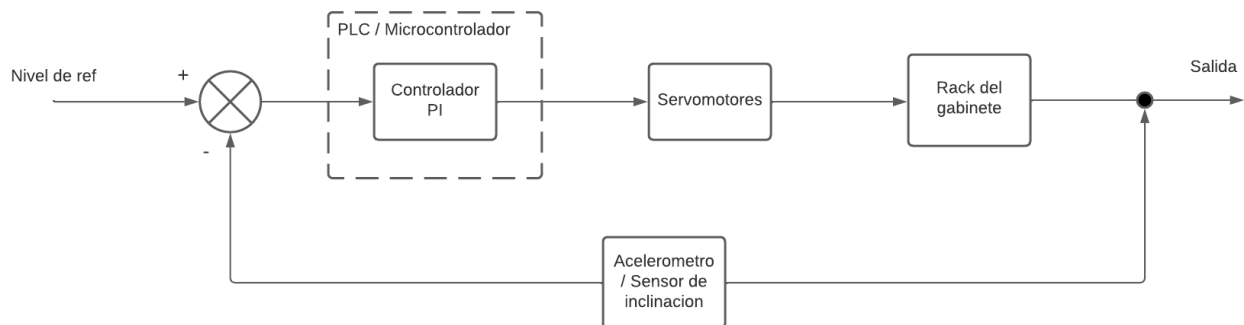 PLC / Microcontrolador
Nivel de ref
+
-
Controlador
PI
Servomotores
Rack del
gabinete
Salida
Acelerometro
/ Sensor de
inclinacion